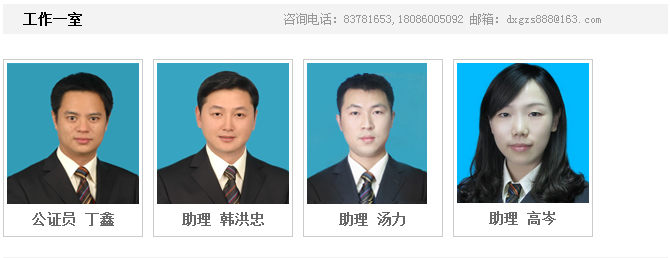 工作一室 咨询电话：83781653,18086005092 邮箱：dxgzs888@163.com
公证员 丁鑫 助理 韩洪忠 助理 汤力 助理 高岑